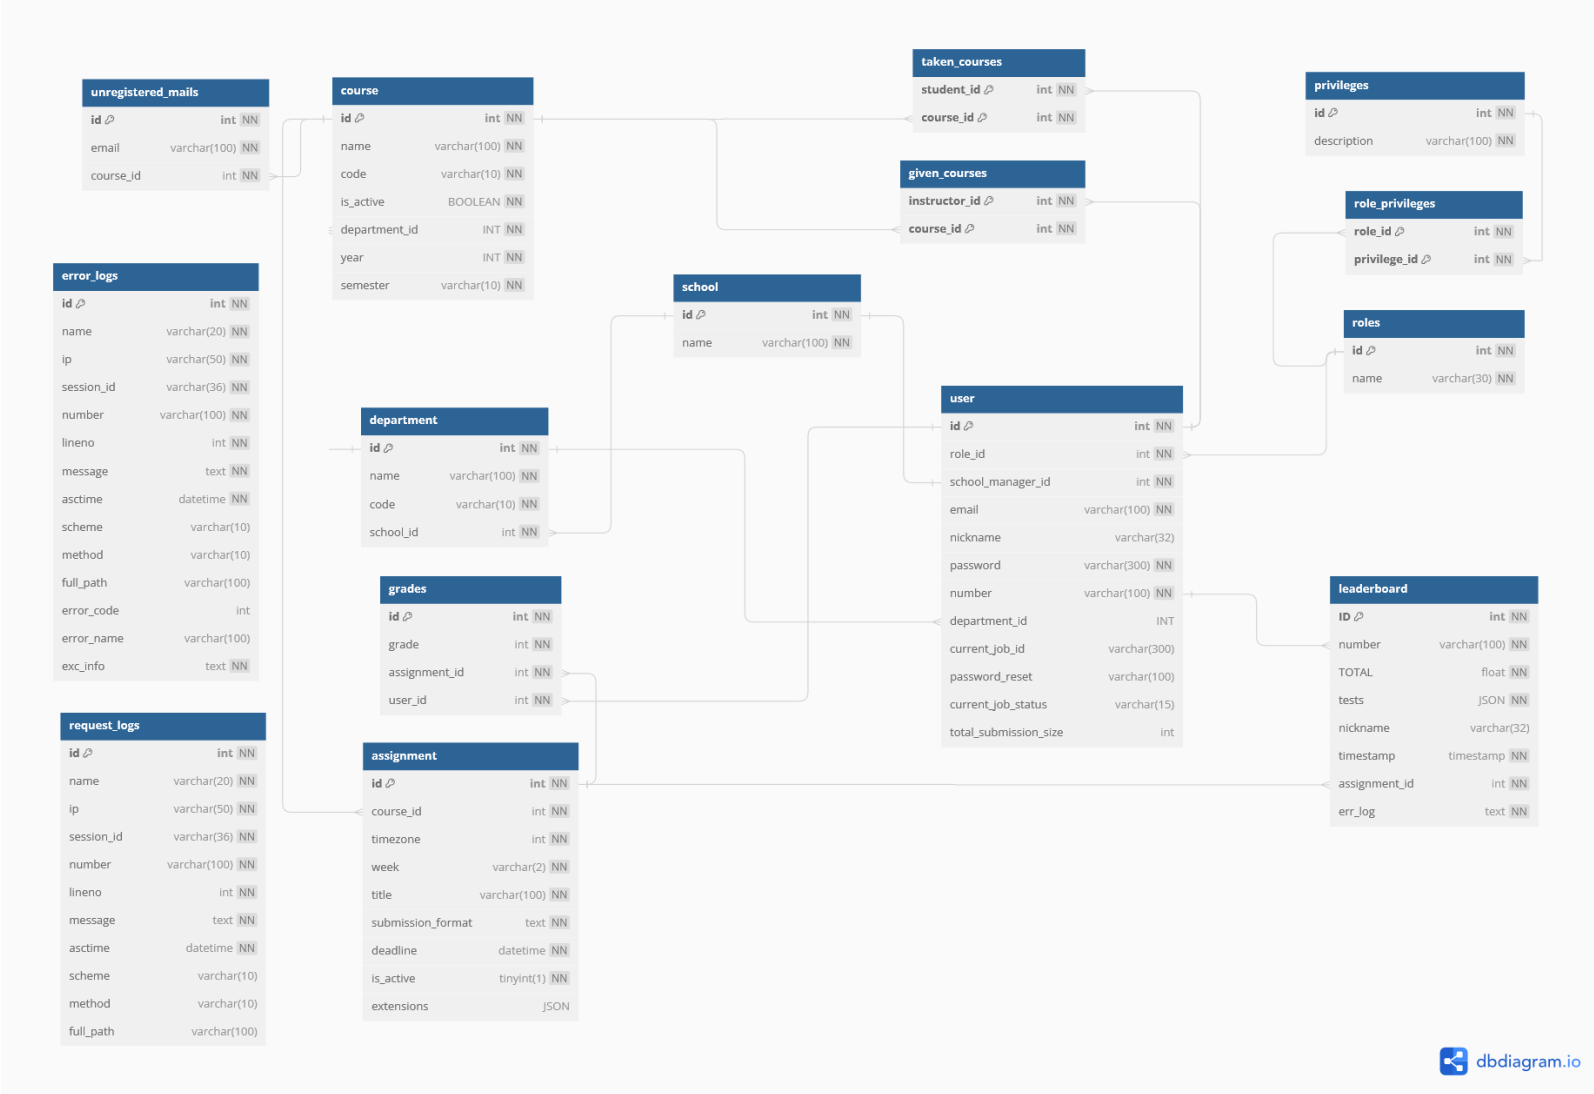 unregistered_mails
id int NN
email varchar(100) NN
course_id int NN
course
id int NN
name varchar(100) NN
code varchar(10) NN
is_active BOOLEAN NN
department_id INT NN
year INT NN
semester varchar(10) NN
taken_courses
student_id int NN
course_id int NN
given_courses
instructor_id int NN
course_id int NN
privileges
id int NN
description varchar(100) NN
role_privileges
role_id int NN
privilege_id int NN
roles
id int NN
name varchar(30) NN
error_logs
id int NN
name varchar(20) NN
ip varchar(50) NN
session_id varchar(36) NN
number varchar(100) NN
lineno int NN
message text NN
asctime datetime NN
scheme varchar(10)
method varchar(10)
full_path varchar(100)
error_code int
error_name varchar(100)
exc_info text NN
school
id int NN
name varchar(100) NN
department
id int NN
name varchar(100) NN
code varchar(10) NN
school_id int NN
user
id int NN
role_id int NN
school_manager_id int NN
email varchar(100) NN
nickname varchar(32)
password varchar(300) NN
number varchar(100) NN
department_id INT
current_job_id varchar(300)
password_reset varchar(100)
current_job_status varchar(15)
total_submission_size int
grades
id int NN
grade int NN
assignment_id int NN
user_id int NN
leaderboard
ID int NN
number varchar(100) NN
TOTAL float NN
tests JSON NN
nickname varchar(32)
timestamp timestamp NN
assignment_id int NN
err_log text NN
request_logs
id int NN
name varchar(20) NN
ip varchar(50) NN
session_id varchar(36) NN
number varchar(100) NN
lineno int NN
message text NN
asctime datetime NN
scheme varchar(10)
method varchar(10)
full_path varchar(100)
assignment
id int NN
course_id int NN
timezone int NN
week varchar(2) NN
title varchar(100) NN
submission_format text NN
deadline datetime NN
is_active tinyint(1) NN
extensions JSON
dbdiagram.io